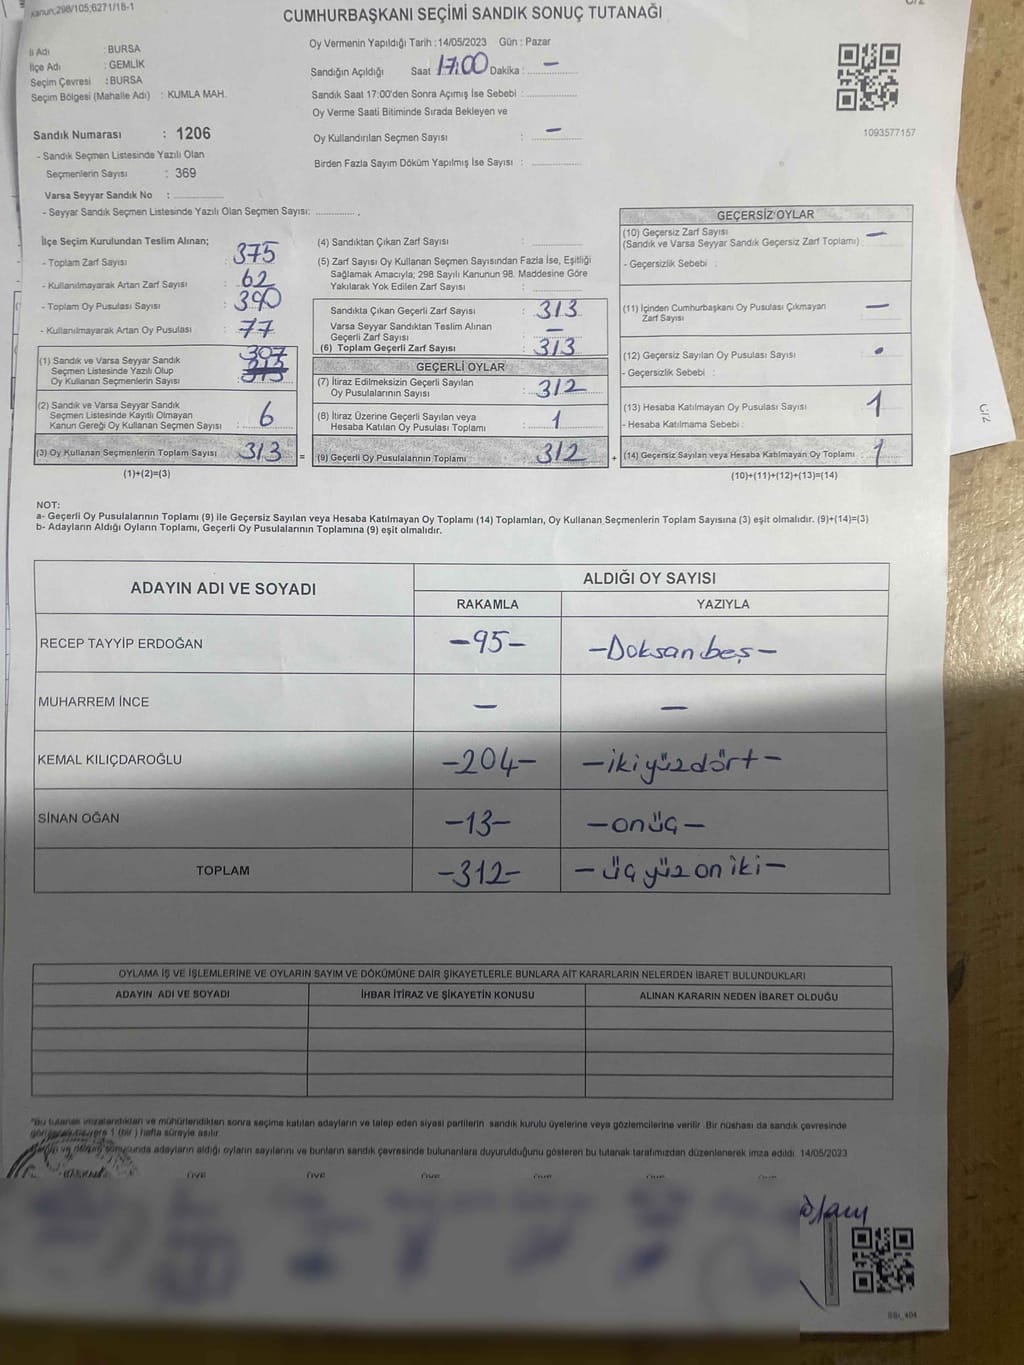 Kanun;298/105;6271/18-1
CUMHURBAŞKANI SEÇİMİ SANDIK SONUÇ TUTANAĞI
İl Adı : BURSA
İlçe Adı : GEMLİK
Seçim Çevresi : BURSA
Seçim Bölgesi (Mahalle Adı) : KUMLA MAH.
Sandık Numarası : 1206
- Sandık Seçmen Listesinde Yazılı Olan
Seçmenlerin Sayısı : 369
Varsa Seyyar Sandık No : ..............
- Seyyar Sandık Seçmen Listesinde Yazılı Olan Seçmen Sayısı: ..............
Oy Vermenin Yapıldığı Tarih : 14/05/2023 Gün : Pazar
Sandığın Açıldığı Saat 17:00 Dakika : —
Sandık Saat 17:00'den Sonra Açımış İse Sebebi : ..............
Oy Verme Saati Bitiminde Sırada Bekleyen ve
Oy Kullandırılan Seçmen Sayısı : —
Birden Fazla Sayım Döküm Yapılmış İse Sayısı : ..............
1093577157
İlçe Seçim Kurulundan Teslim Alınan;
- Toplam Zarf Sayısı : 375
- Kullanılmayarak Artan Zarf Sayısı : 62
- Toplam Oy Pusulası Sayısı : 390
- Kullanılmayarak Artan Oy Pusulası : 77
(1) Sandık ve Varsa Seyyar Sandık
Seçmen Listesinde Yazılı Olup
Oy Kullanan Seçmenlerin Sayısı : 307
(2) Sandık ve Varsa Seyyar Sandık
Seçmen Listesinde Kayıtlı Olmayan
Kanun Gereği Oy Kullanan Seçmen Sayısı : 6
(3) Oy Kullanan Seçmenlerin Toplam Sayısı : 313 =
(1)+(2)=(3)
(4) Sandıktan Çıkan Zarf Sayısı : ..............
(5) Zarf Sayısı Oy Kullanan Seçmen Sayısından Fazla İse, Eşitliği
Sağlamak Amacıyla; 298 Sayılı Kanunun 98. Maddesine Göre
Yakılarak Yok Edilen Zarf Sayısı : ..............
Sandıkta Çıkan Geçerli Zarf Sayısı : 313
Varsa Seyyar Sandıktan Teslim Alınan
Geçerli Zarf Sayısı : —
(6) Toplam Geçerli Zarf Sayısı : 313
GEÇERLİ OYLAR
(7) İtiraz Edilmeksizin Geçerli Sayılan
Oy Pusulalarının Sayısı : 312
(8) İtiraz Üzerine Geçerli Sayılan veya
Hesaba Katılan Oy Pusulası Toplamı : 1
(9) Geçerli Oy Pusulalarının Toplamı : 312 +
GEÇERSİZ OYLAR
(10) Geçersiz Zarf Sayısı
(Sandık ve Varsa Seyyar Sandık Geçersiz Zarf Toplamı) : —
- Geçersizlik Sebebi :
(11) İçinden Cumhurbaşkanı Oy Pusulası Çıkmayan
Zarf Sayısı : —
(12) Geçersiz Sayılan Oy Pusulası Sayısı :
- Geçersizlik Sebebi :
(13) Hesaba Katılmayan Oy Pusulası Sayısı : 1
- Hesaba Katılmama Sebebi :
(14) Geçersiz Sayılan veya Hesaba Katılmayan Oy Toplamı : 1
(10)+(11)+(12)+(13)=(14)
C/2
NOT:
a- Geçerli Oy Pusulalarının Toplamı (9) ile Geçersiz Sayılan veya Hesaba Katılmayan Oy Toplamı (14) Toplamları, Oy Kullanan Seçmenlerin Toplam Sayısına (3) eşit olmalıdır. (9)+(14)=(3)
b- Adayların Aldığı Oyların Toplamı, Geçerli Oy Pusulalarının Toplamına (9) eşit olmalıdır.
ADAYIN ADI VE SOYADI ALDIĞI OY SAYISI
RAKAMLA YAZIYLA
RECEP TAYYİP ERDOĞAN -95- -Doksan beş-
MUHARREM İNCE — —
KEMAL KILIÇDAROĞLU -204- -iki yüz dört-
SİNAN OĞAN -13- -on üç-
TOPLAM -312- -üç yüz on iki-
OYLAMA İŞ VE İŞLEMLERİNE VE OYLARIN SAYIM VE DÖKÜMÜNE DAİR ŞİKAYETLERLE BUNLARA AİT KARARLARIN NELERDEN İBARET BULUNDUKLARI
ADAYIN ADI VE SOYADI İHBAR İTİRAZ VE ŞİKAYETİN KONUSU ALINAN KARARIN NEDEN İBARET OLDUĞU
*Bu tutanak imzalandıktan ve mühürlendikten sonra seçime katılan adayların ve talep eden siyasi partilerin sandık kurulu üyelerine veya gözlemcilerine verilir. Bir nüshası da sandık çevresinde
1 (bir ) hafta süreyle asılır.
adayların aldığı oyların sayılarını ve bunların sandık çevresinde bulunanlara duyurulduğunu gösteren bu tutanak tarafımızdan düzenlenerek imza edildi. 14/05/2023
ÜYE ÜYE ÜYE ÜYE ÜYE